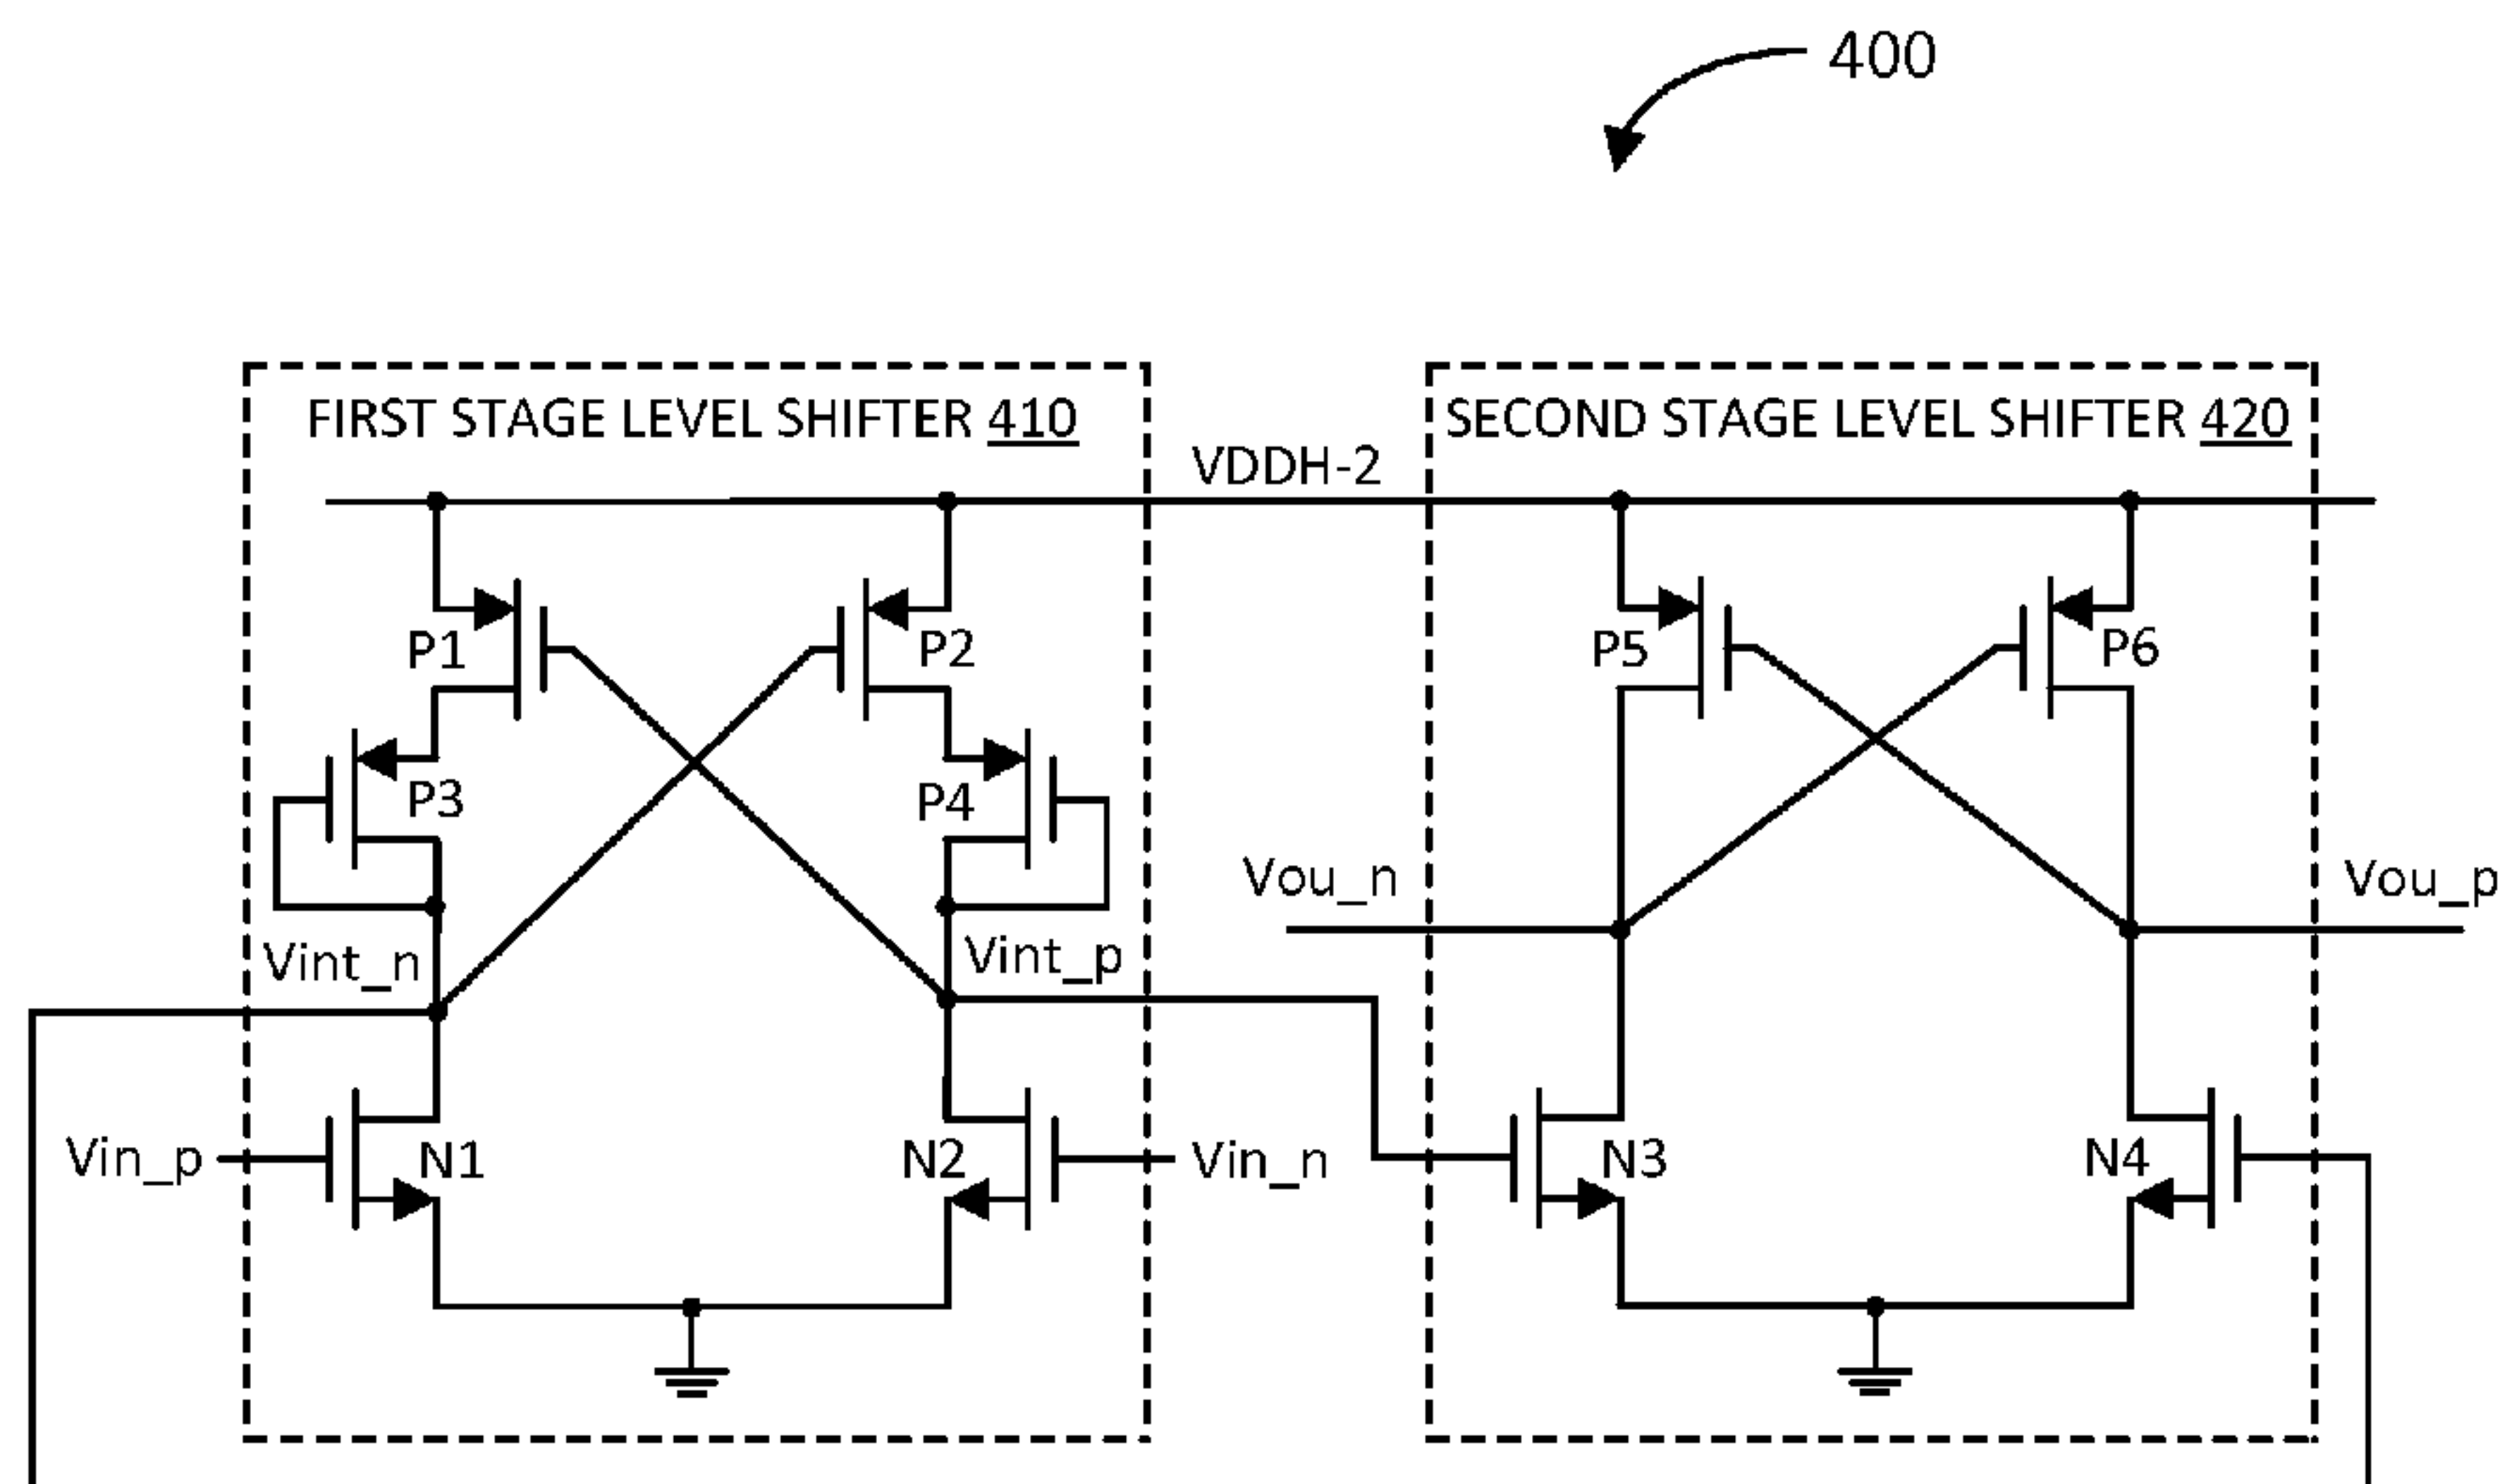 400
FIRST STAGE LEVEL SHIFTER 410
SECOND STAGE LEVEL SHIFTER 420
VDDH-2
P1
P2
P5
P6
P3
P4
Vou_n
Vou_p
Vint_n
Vint_p
Vin_p
N1
N2
Vin_n
N3
N4